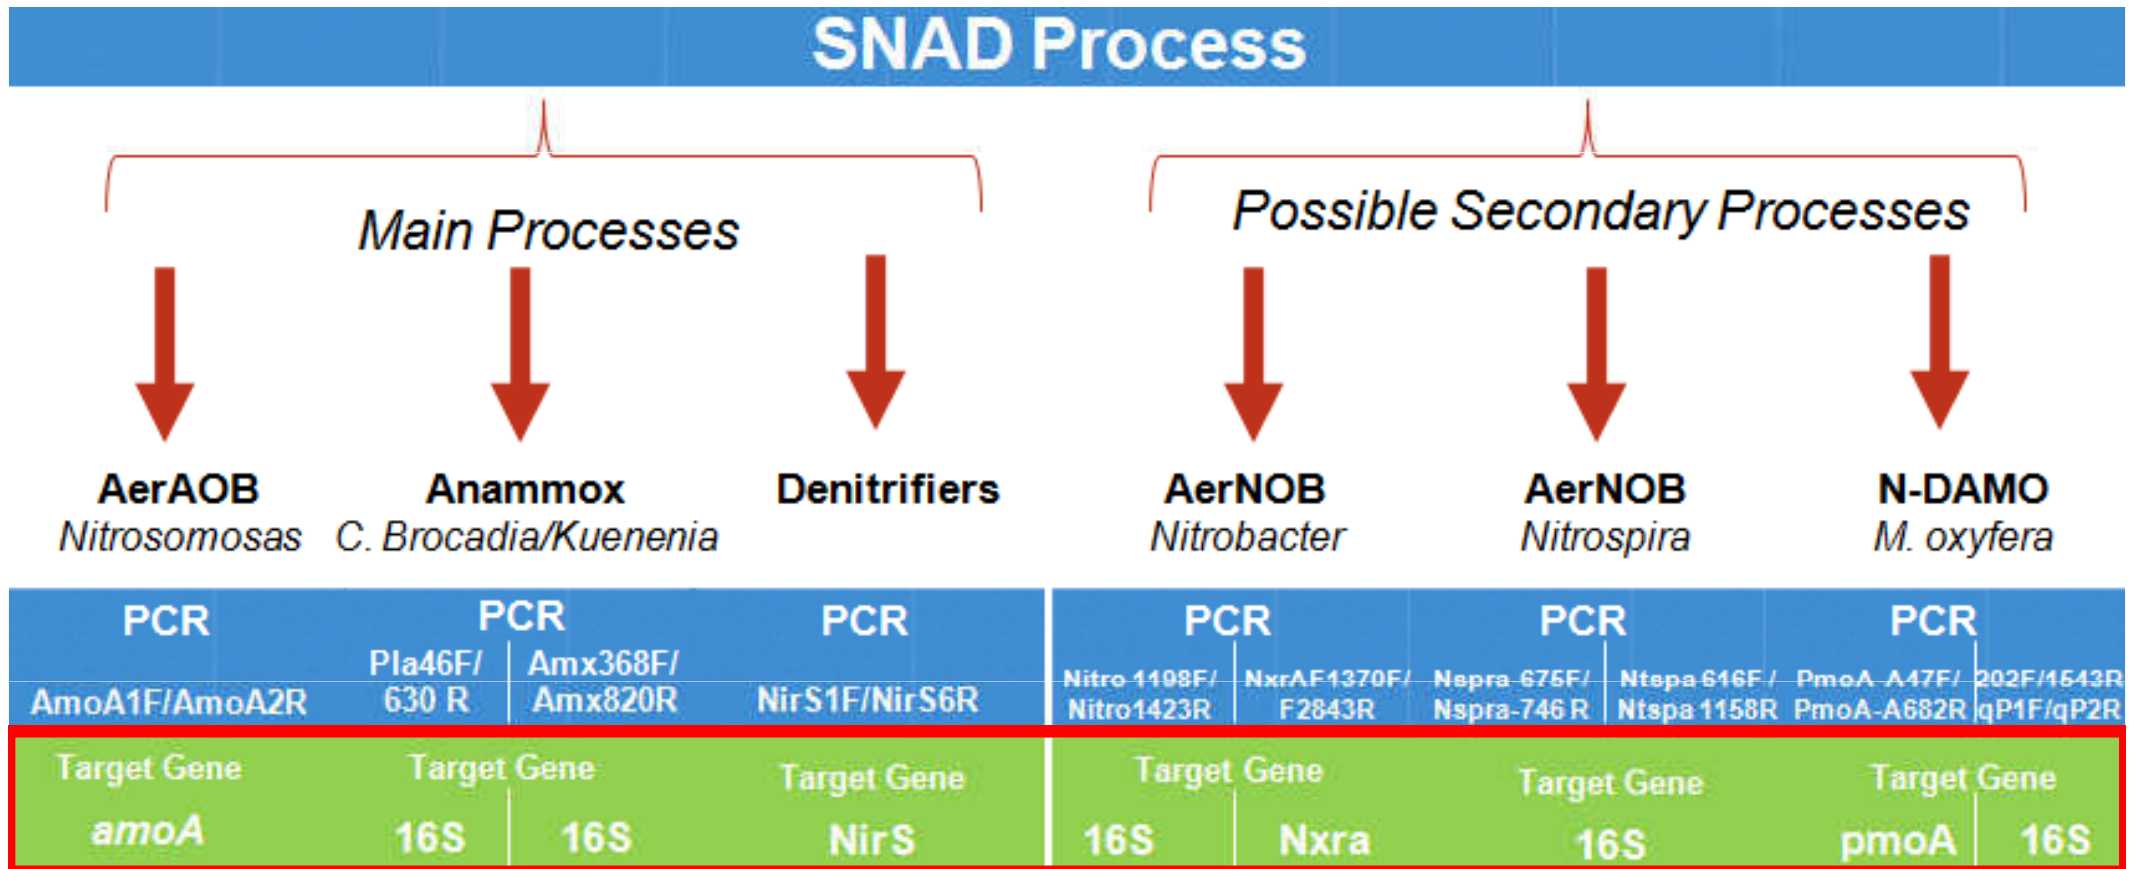 SNAD Process
Main Processes
Possible Secondary Processes
AerAOB
Nitrosomosas
Anammox
C. Brocadia/Kuenenia
Denitrifiers
AerNOB
Nitrobacter
AerNOB
Nitrospira
N-DAMO
M. oxyfera
PCR
AmoA1F/AmoA2R
PCR
Pla46F/
630 R
Amx368F/
Amx820R
PCR
NirS1F/NirS6R
PCR
Nitro 1198F/
Nitro1423R
NxrAF1370F/
F2843R
PCR
Nspra-675F/
Nspra-746 R
Ntspa 616F /
Ntspa 1158R
PCR
PmoA-A47F/
PmoA-A682R
202F/1543R
qP1F/qP2R
Target Gene
amoA
Target Gene
16S
16S
Target Gene
NirS
Target Gene
16S
Nxra
Target Gene
16S
Target Gene
pmoA
16S